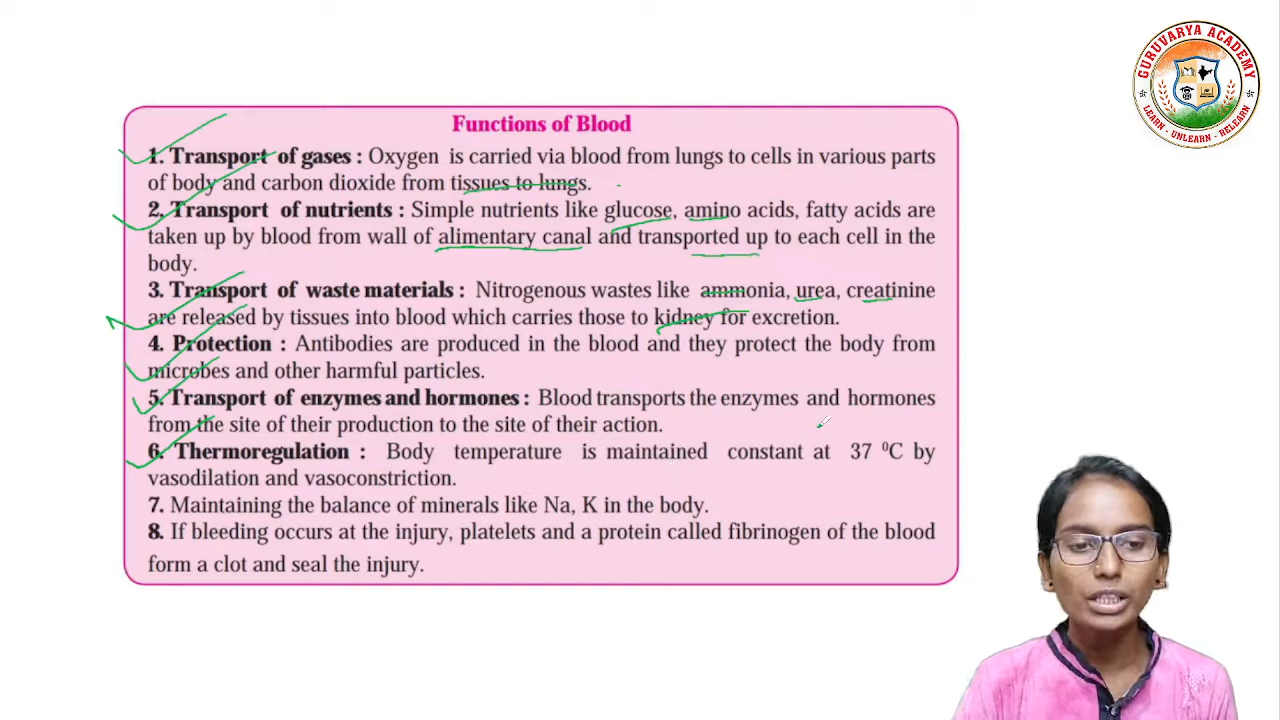 GURUVARYA ACADEMY
LEARN - UNLEARN - RELEARN
Functions of Blood
1. Transport of gases : Oxygen is carried via blood from lungs to cells in various parts
of body and carbon dioxide from tissues to lungs.
2. Transport of nutrients : Simple nutrients like glucose, amino acids, fatty acids are
taken up by blood from wall of alimentary canal and transported up to each cell in the
body.
3. Transport of waste materials : Nitrogenous wastes like ammonia, urea, creatinine
are released by tissues into blood which carries those to kidney for excretion.
4. Protection : Antibodies are produced in the blood and they protect the body from
microbes and other harmful particles.
5. Transport of enzymes and hormones : Blood transports the enzymes and hormones
from the site of their production to the site of their action.
6. Thermoregulation : Body temperature is maintained constant at 37 ⁰C by
vasodilation and vasoconstriction.
7. Maintaining the balance of minerals like Na, K in the body.
8. If bleeding occurs at the injury, platelets and a protein called fibrinogen of the blood
form a clot and seal the injury.